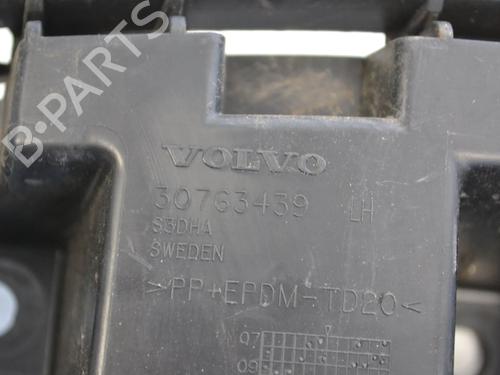 B-PARTS
VOLVO
30763439 LH
S3DHA
SWEDEN
>PP+EPDM-TD20<
07
09